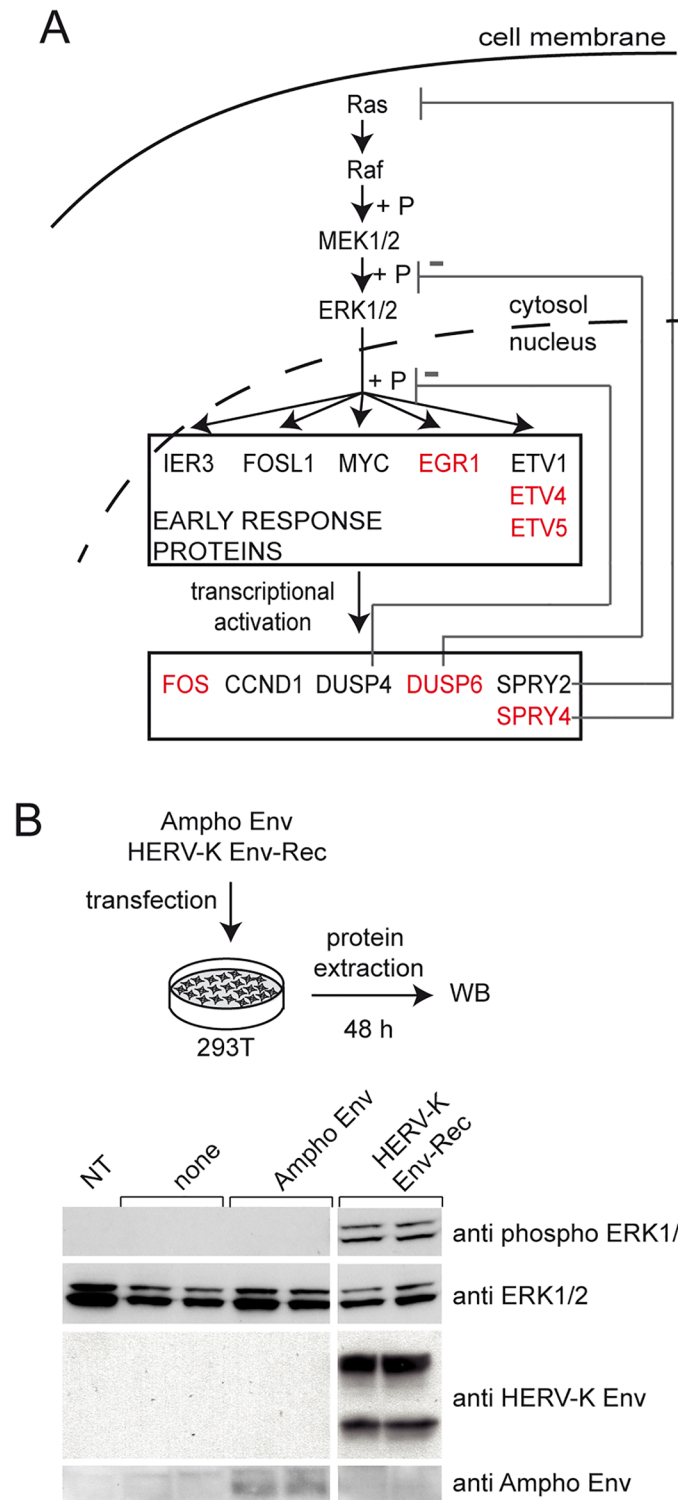 A
cell membrane
Ras
Raf
+ P
MEK1/2
+ P
ERK1/2
cytosol
nucleus
+ P
IER3 FOSL1 MYC EGR1 ETV1
ETV4
EARLY RESPONSE ETV5
PROTEINS
transcriptional
activation
FOS CCND1 DUSP4 DUSP6 SPRY2
SPRY4
B
Ampho Env
HERV-K Env-Rec
transfection
protein
extraction
WB
48 h
293T
NT
none
Ampho Env
HERV-K
Env-Rec
anti phospho ERK1/
anti ERK1/2
anti HERV-K Env
anti Ampho Env